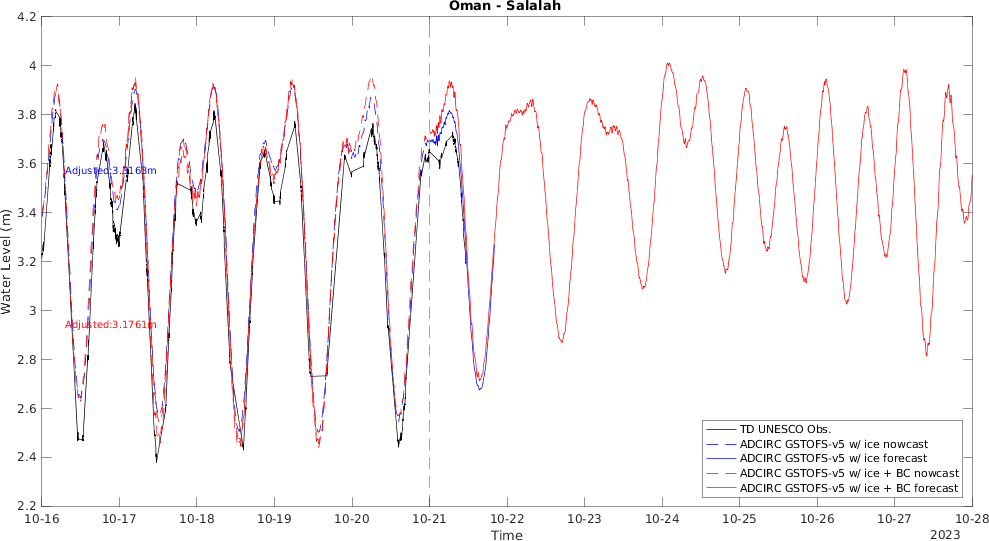 Oman - Salalah
4.2
4
3.8
3.6
3.4
3.2
3
2.8
2.6
2.4
2.2
Water Level (m)
Adjusted:3.3163m
Adjusted:3.1761m
TD UNESCO Obs.
ADCIRC GSTOFS-v5 w/ ice nowcast
ADCIRC GSTOFS-v5 w/ ice forecast
ADCIRC GSTOFS-v5 w/ ice + BC nowcast
ADCIRC GSTOFS-v5 w/ ice + BC forecast
10-16 10-17 10-18 10-19 10-20 10-21 10-22 10-23 10-24 10-25 10-26 10-27 10-28
Time
2023